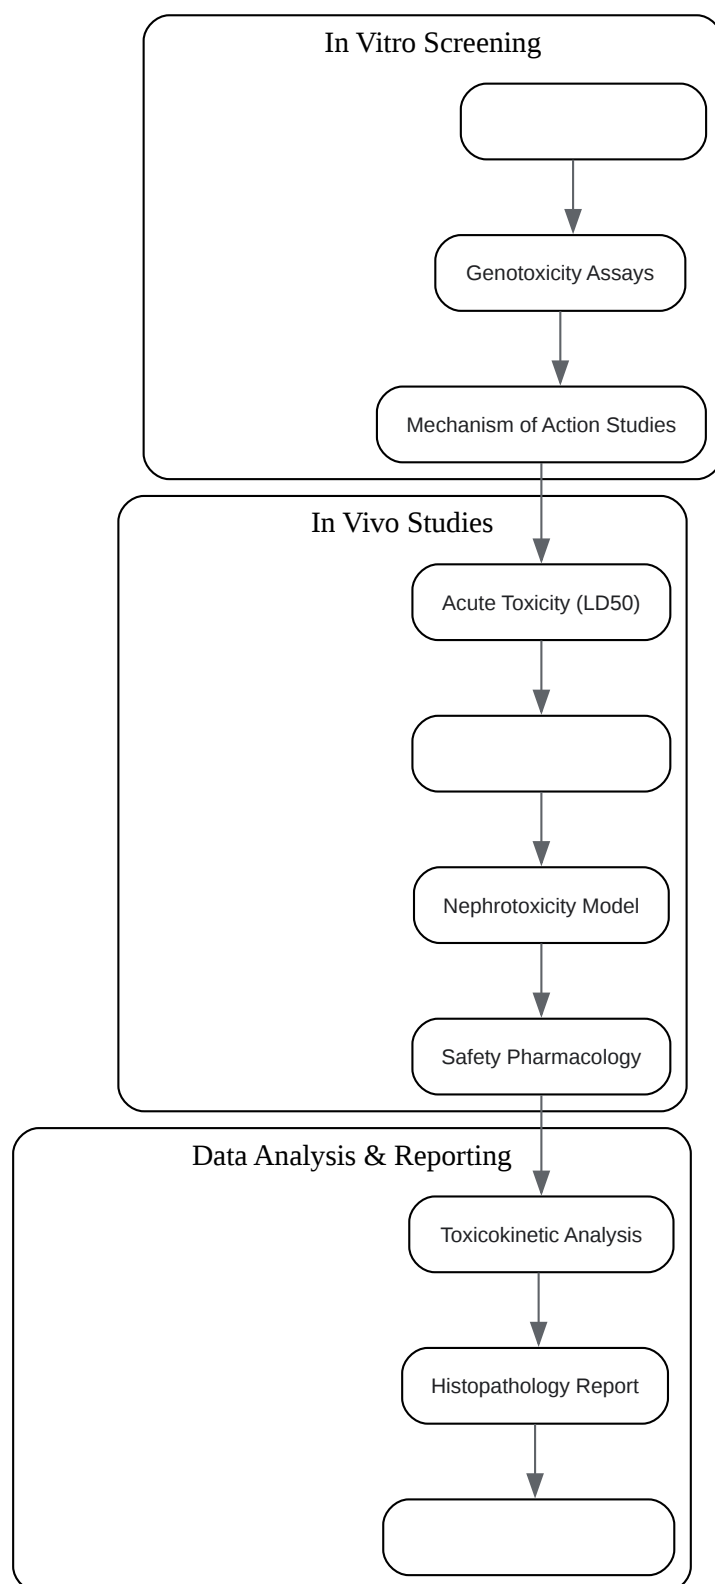 In Vitro Screening
Genotoxicity Assays
Mechanism of Action Studies
In Vivo Studies
Acute Toxicity (LD50)
Nephrotoxicity Model
Safety Pharmacology
Data Analysis & Reporting
Toxicokinetic Analysis
Histopathology Report